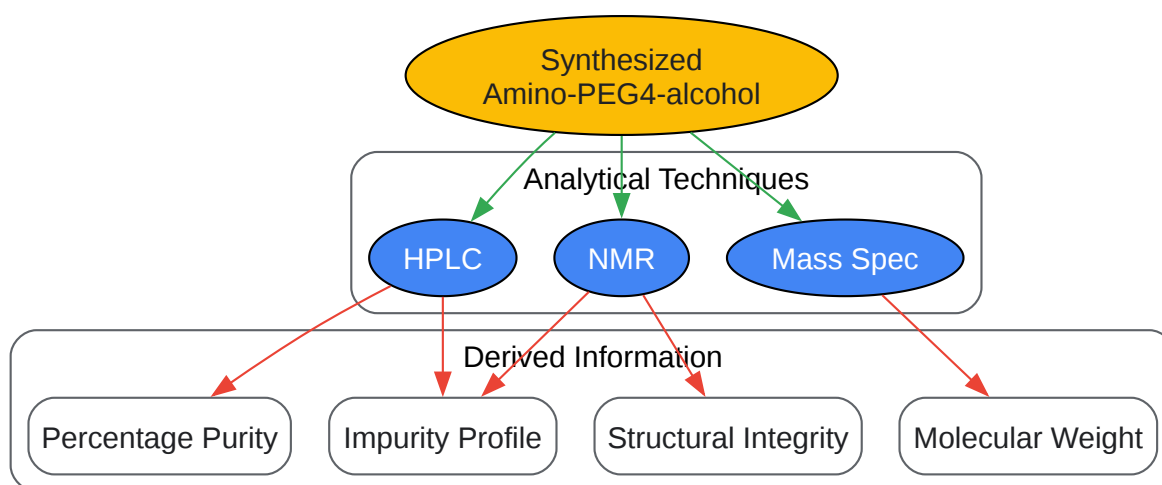 Synthesized
Amino-PEG4-alcohol
Analytical Techniques
HPLC
NMR
Mass Spec
Derived Information
Percentage Purity
Impurity Profile
Structural Integrity
Molecular Weight